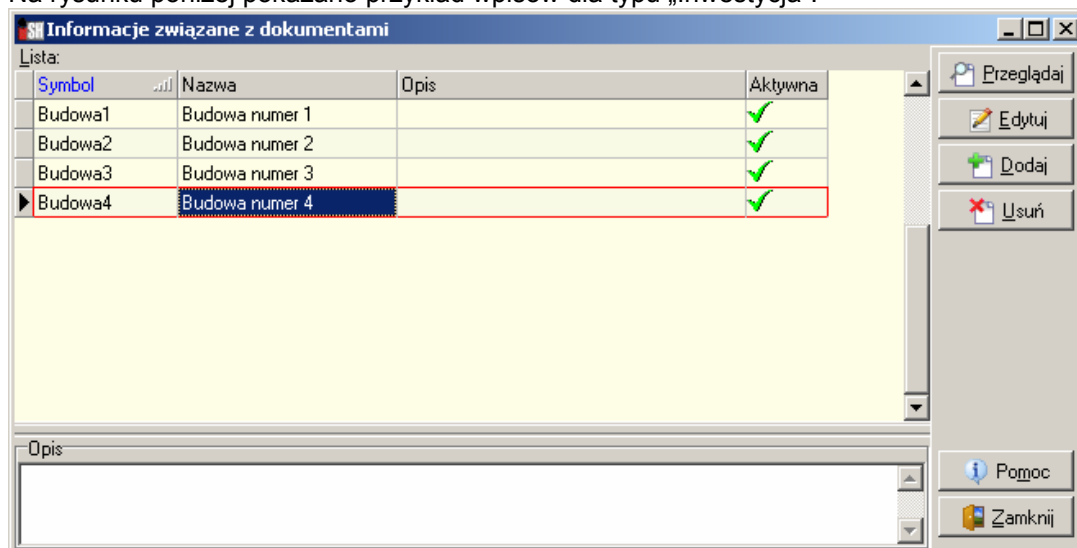 Na rysunku poniżej pokazano przykład wpisów dla typu „Inwestycja”.
SH Informacje związane z dokumentami
Lista:
Symbol Nazwa Opis Aktywna
Budowa1 Budowa numer 1
Budowa2 Budowa numer 2
Budowa3 Budowa numer 3
Budowa4 Budowa numer 4
Przeglądaj
Edytuj
Dodaj
Usuń
Opis
Pomoc
Zamknij